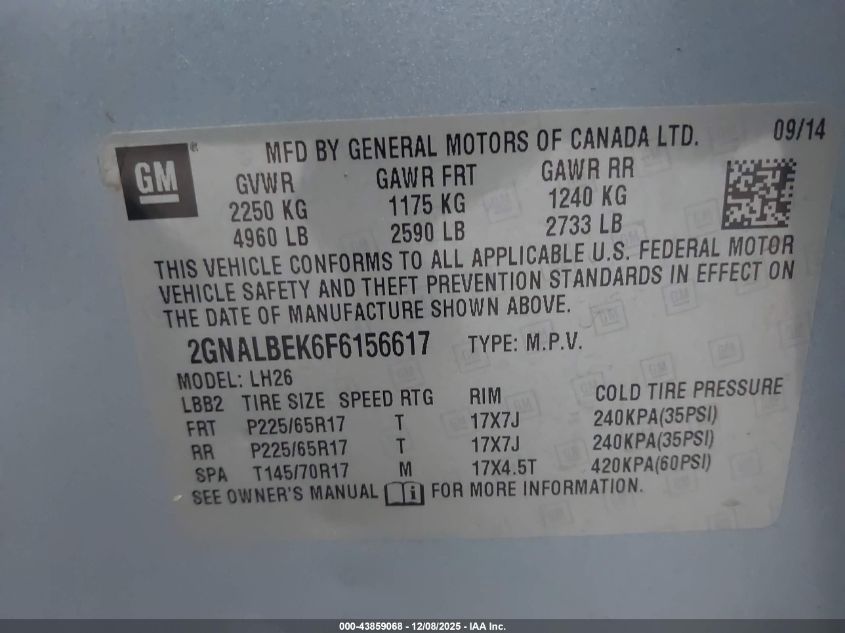 MFD BY GENERAL MOTORS OF CANADA LTD. 09/14
GM
GVWR GAWR FRT GAWR RR
2250 KG 1175 KG 1240 KG
4960 LB 2590 LB 2733 LB
THIS VEHICLE CONFORMS TO ALL APPLICABLE U.S. FEDERAL MOTOR
VEHICLE SAFETY AND THEFT PREVENTION STANDARDS IN EFFECT ON
THE DATE OF MANUFACTURE SHOWN ABOVE.
2GNALBEK6F6156617 TYPE: M.P.V.
MODEL: LH26
LBB2 TIRE SIZE SPEED RTG RIM COLD TIRE PRESSURE
FRT P225/65R17 T 17X7J 240KPA(35PSI)
RR P225/65R17 T 17X7J 240KPA(35PSI)
SPA T145/70R17 M 17X4.5T 420KPA(60PSI)
SEE OWNER'S MANUAL FOR MORE INFORMATION.
000-43859068 - 12/08/2025 - IAA Inc.